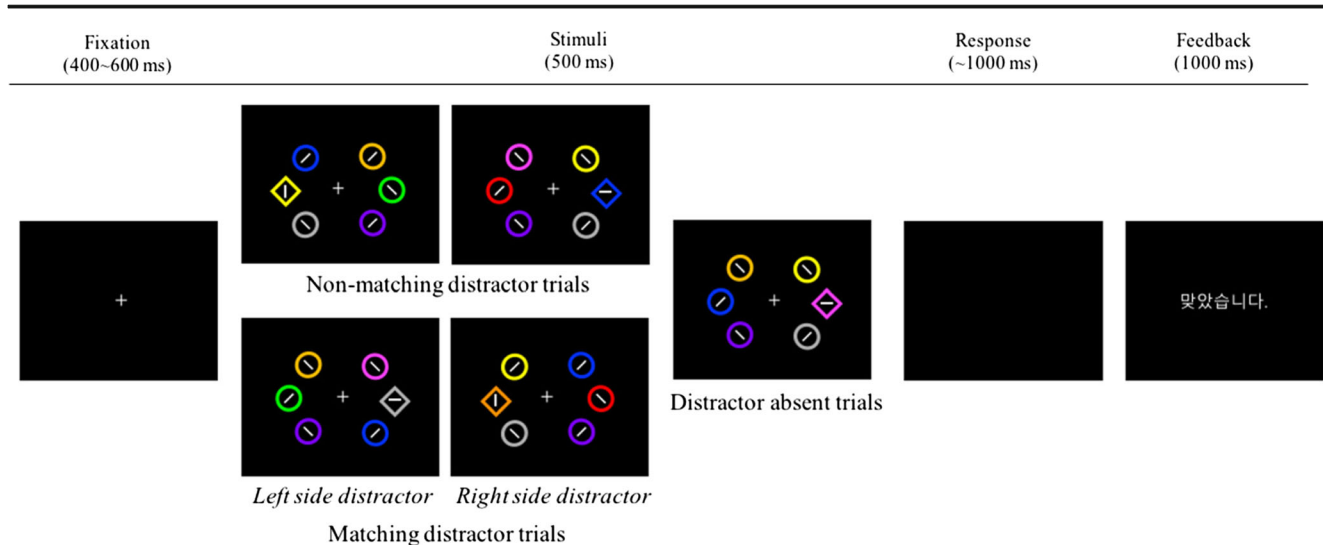 Fixation
(400~600 ms)
Stimuli
(500 ms)
Response
(~1000 ms)
Feedback
(1000 ms)
Non-matching distractor trials
Left side distractor
Right side distractor
Matching distractor trials
Distractor absent trials
맞았습니다.